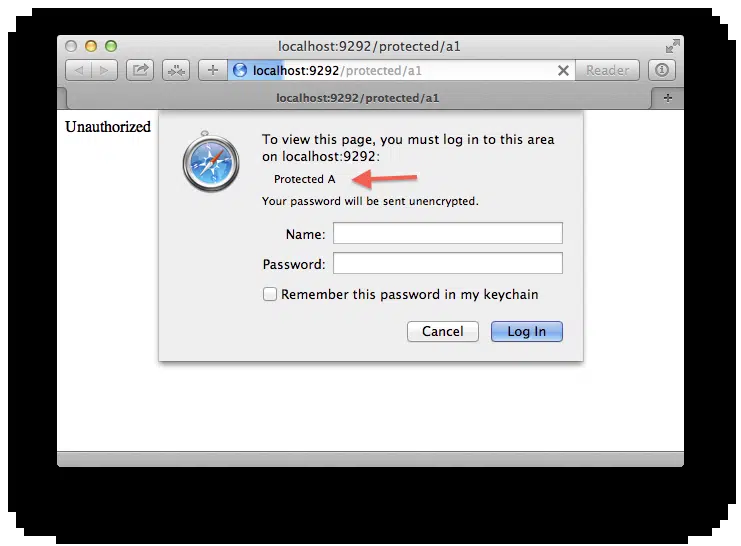 localhost:9292/protected/a1
localhost:9292/protected/a1
Reader
localhost:9292/protected/a1
Unauthorized
To view this page, you must log in to this area
on localhost:9292:
Protected A
Your password will be sent unencrypted.
Name:
Password:
Remember this password in my keychain
Cancel
Log In